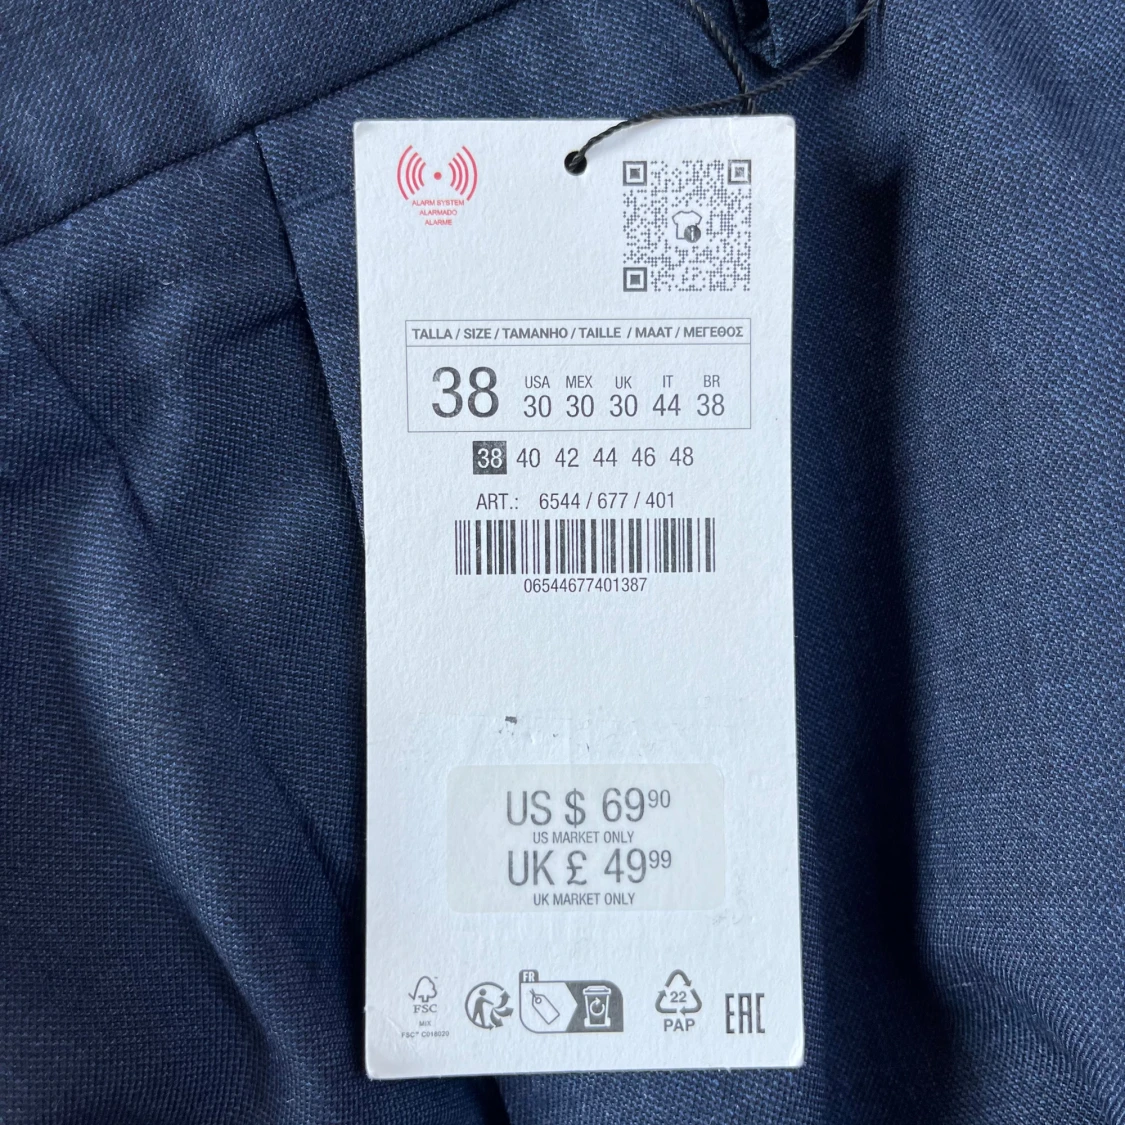 ALARM SYSTEM
ALARMADO
ALARME
TALLA / SIZE / TAMANHO / TAILLE / MAAT / ΜΕΓΕΘΟΣ
38
USA MEX UK IT BR
30 30 30 44 38
38 40 42 44 46 48
ART.: 6544 / 677 / 401
06544677401387
US $ 69 90
US MARKET ONLY
UK £ 49 99
UK MARKET ONLY
FSC
MIX
FSC® C018020
FR
22
PAP
EAC